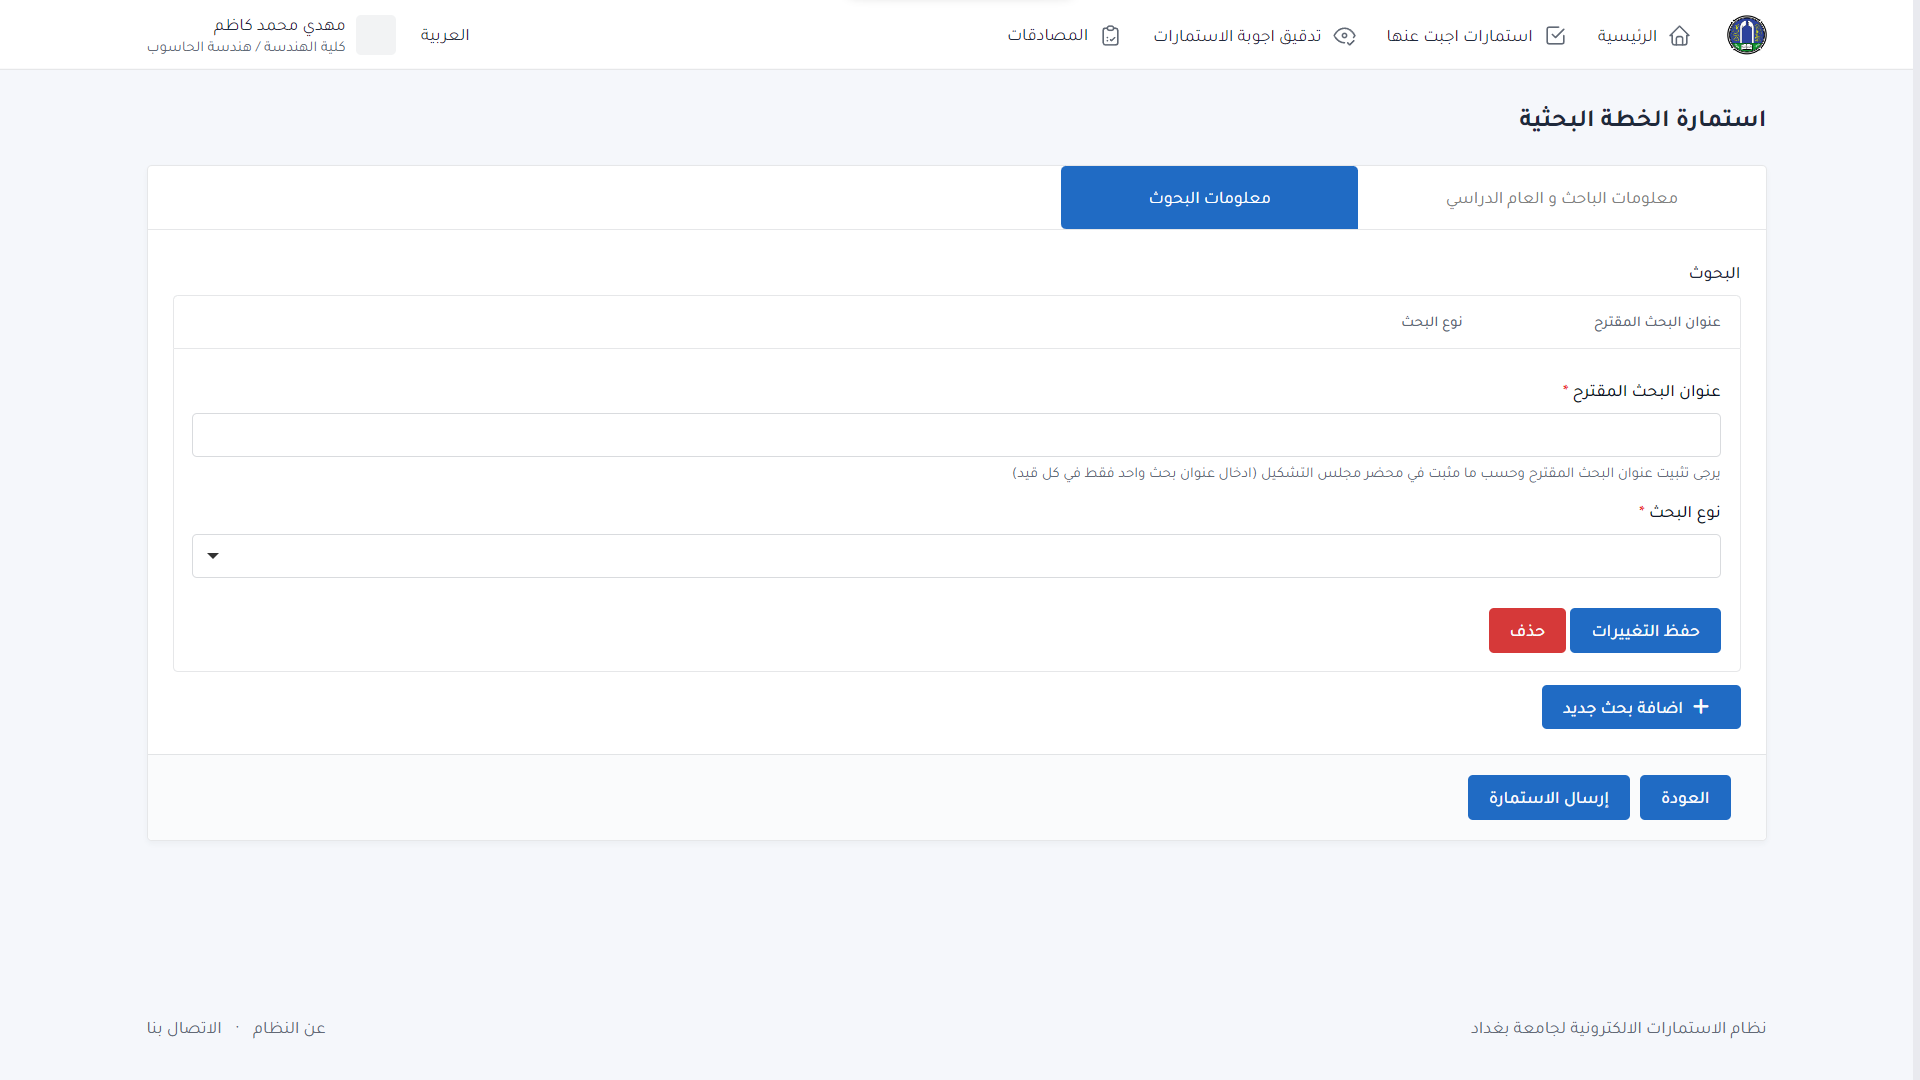 الرئيسية
استمارات اجبت عنها
تدقيق اجوبة الاستمارات
المصادقات
العربية
مهدي محمد كاظم
كلية الهندسة / هندسة الحاسوب
استمارة الخطة البحثية
معلومات الباحث و العام الدراسي
معلومات البحوث
البحوث
عنوان البحث المقترح
نوع البحث
عنوان البحث المقترح *
يرجى تثبيت عنوان البحث المقترح وحسب ما مثبت في محضر مجلس التشكيل (ادخال عنوان بحث واحد فقط في كل قيد)
نوع البحث *
حفظ التغييرات
حذف
اضافة بحث جديد
العودة
إرسال الاستمارة
نظام الاستمارات الالكترونية لجامعة بغداد
عن النظام · الاتصال بنا